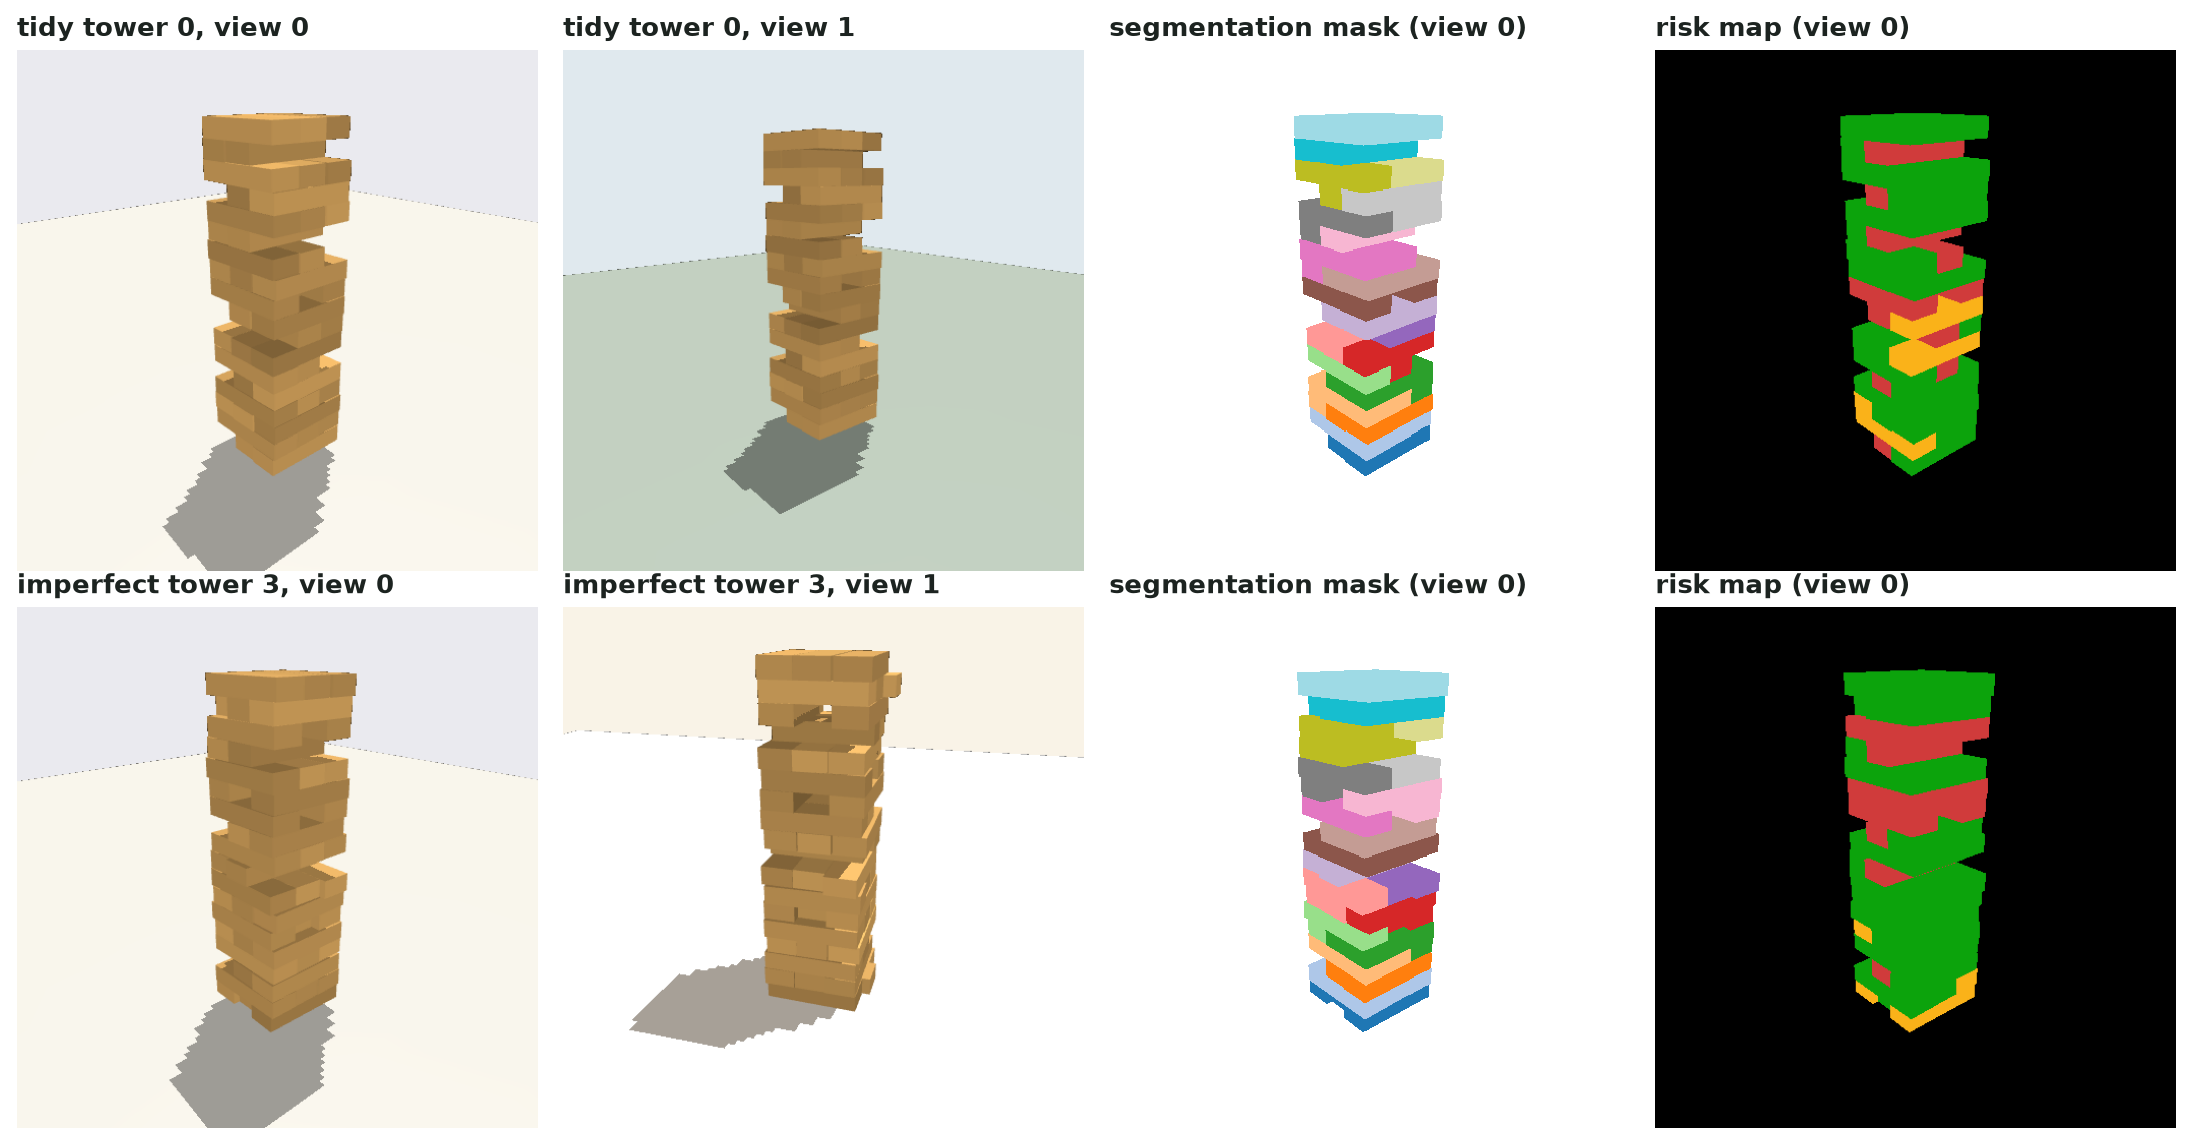 tidy tower 0, view 0
tidy tower 0, view 1
segmentation mask (view 0)
risk map (view 0)
imperfect tower 3, view 0
imperfect tower 3, view 1
segmentation mask (view 0)
risk map (view 0)